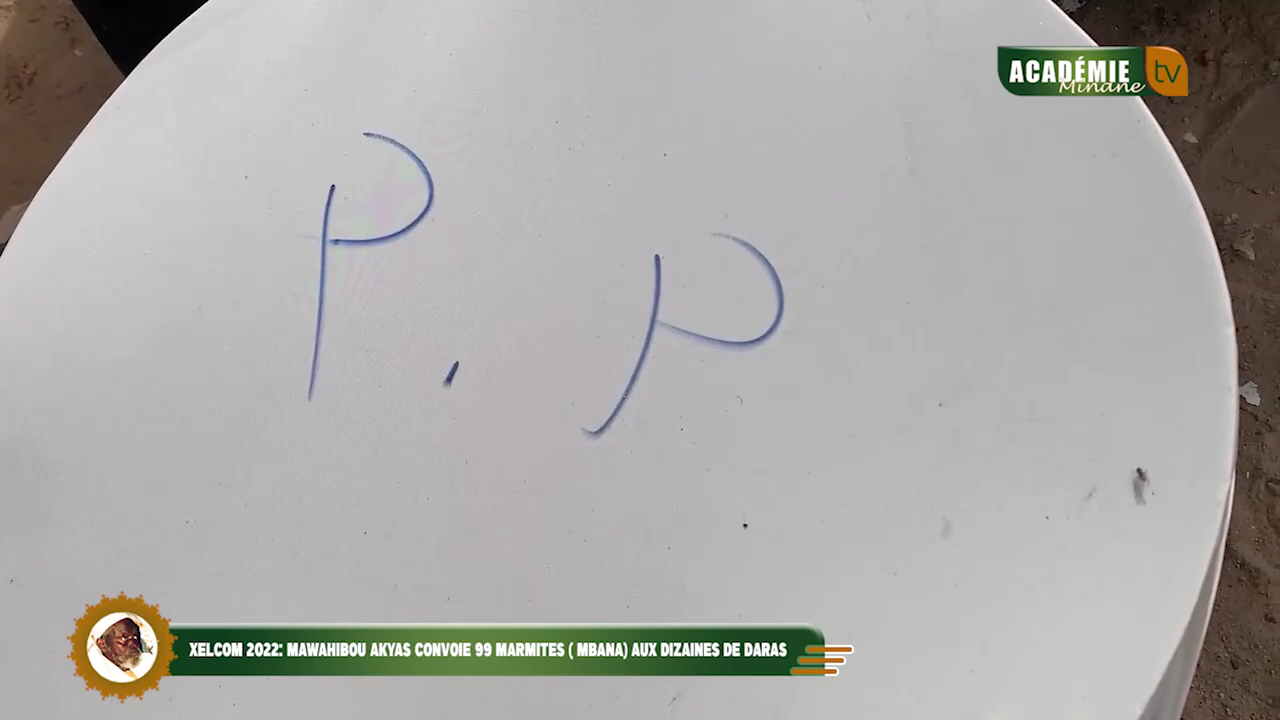 ACADÉMIE tv
Minane
P. P
XELCOM 2022: MAWAHIBOU AKYAS CONVOIE 99 MARMITES ( MBANA) AUX DIZAINES DE DARAS